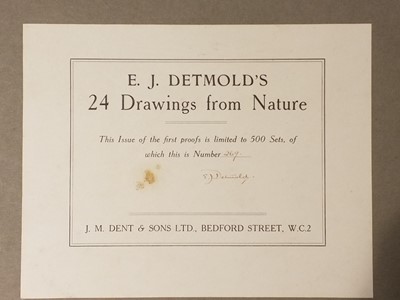 E. J. DETMOLD'S
24 Drawings from Nature
This Issue of the first proofs is limited to 500 Sets, of
which this is Number
E.J. Detmold.
J. M. DENT & SONS LTD., BEDFORD STREET, W.C.2